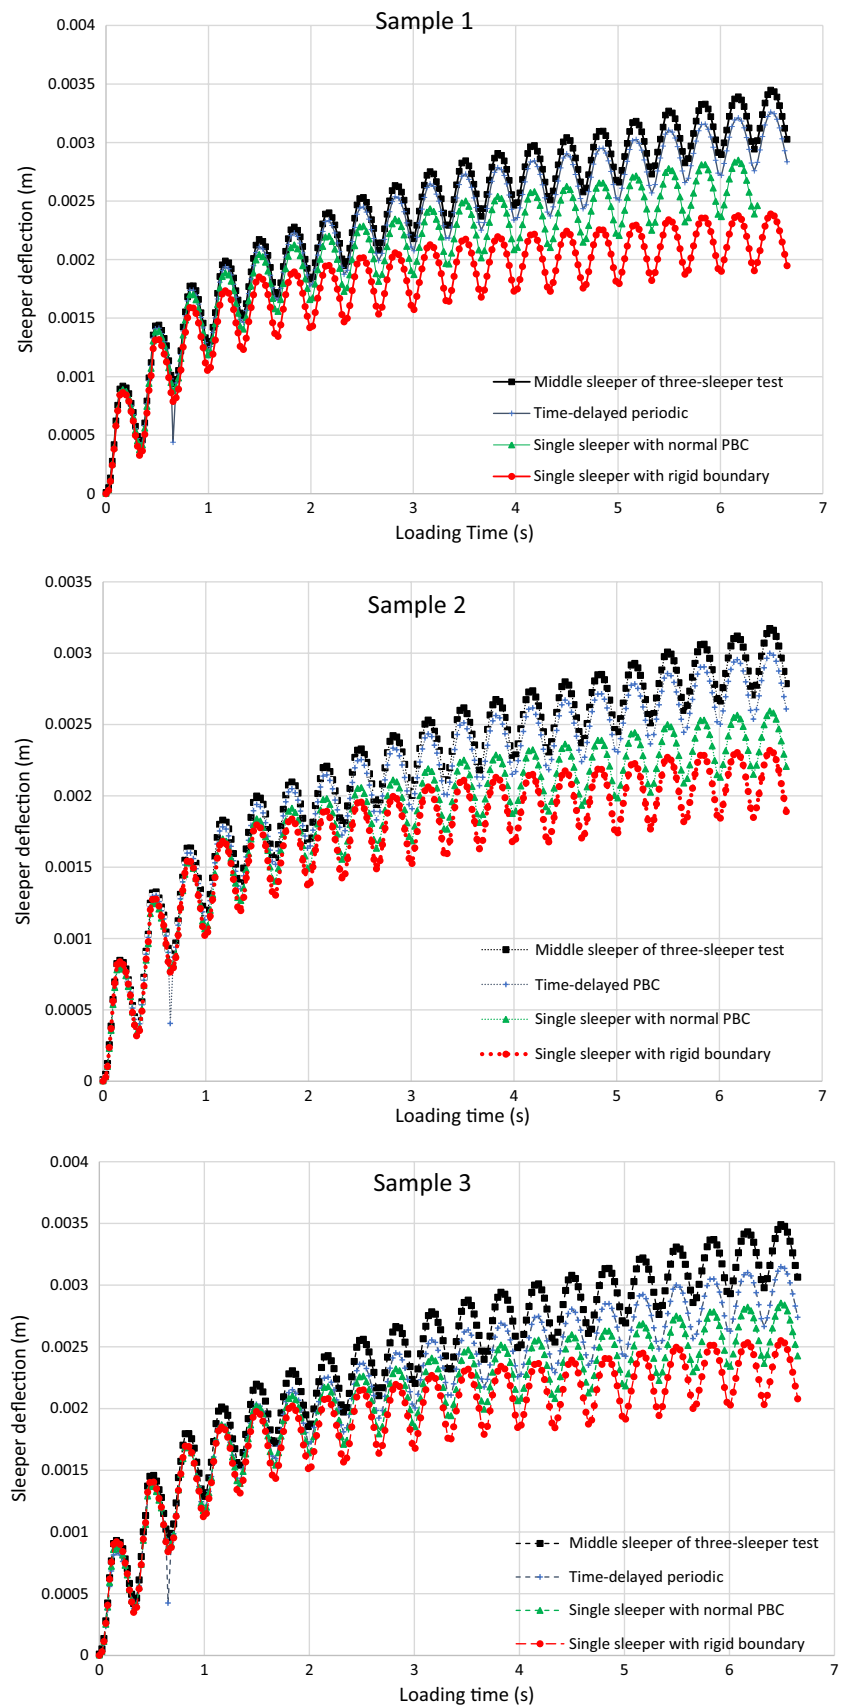 Sample 1
0.004
0.0035
0.003
0.0025
0.002
0.0015
0.001
0.0005
0
Sleeper deflection (m)
Middle sleeper of three-sleeper test
Time-delayed periodic
Single sleeper with normal PBC
Single sleeper with rigid boundary
0 1 2 3 4 5 6 7
Loading Time (s)
Sample 2
0.0035
0.003
0.0025
0.002
0.0015
0.001
0.0005
0
Sleeper deflection (m)
Middle sleeper of three-sleeper test
Time-delayed PBC
Single sleeper with normal PBC
Single sleeper with rigid boundary
0 1 2 3 4 5 6 7
Loading time (s)
Sample 3
0.004
0.0035
0.003
0.0025
0.002
0.0015
0.001
0.0005
0
Sleeper deflection (m)
Middle sleeper of three-sleeper test
Time-delayed periodic
Single sleeper with normal PBC
Single sleeper with rigid boundary
0 1 2 3 4 5 6 7
Loading time (s)